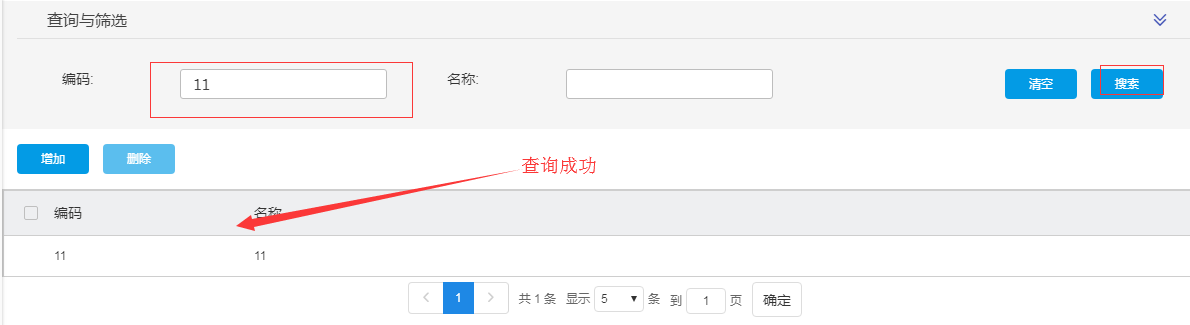 查询与筛选
编码: 11 名称: 清空 搜索
增加 删除
查询成功
编码 名称
11 11
1 共 1 条 显示 5 条 到 1 页 确定